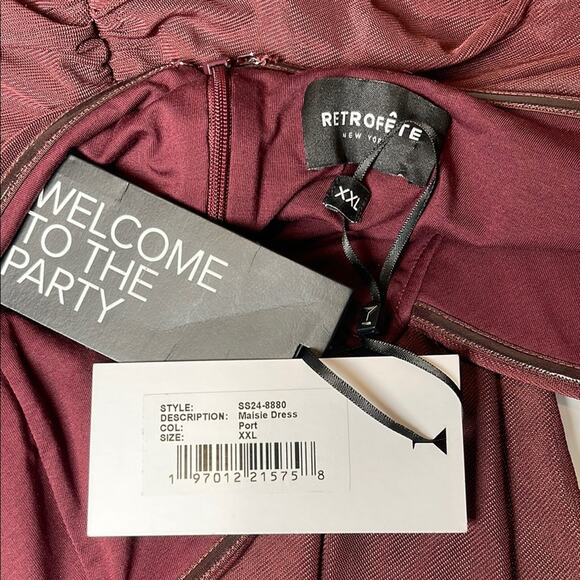 RETROFÊTE
NEW YORK
XXL
WELCOME
TO THE
PARTY
STYLE: SS24-8880
DESCRIPTION: Maisie Dress
COL: Port
SIZE: XXL
1 97012 21575 8